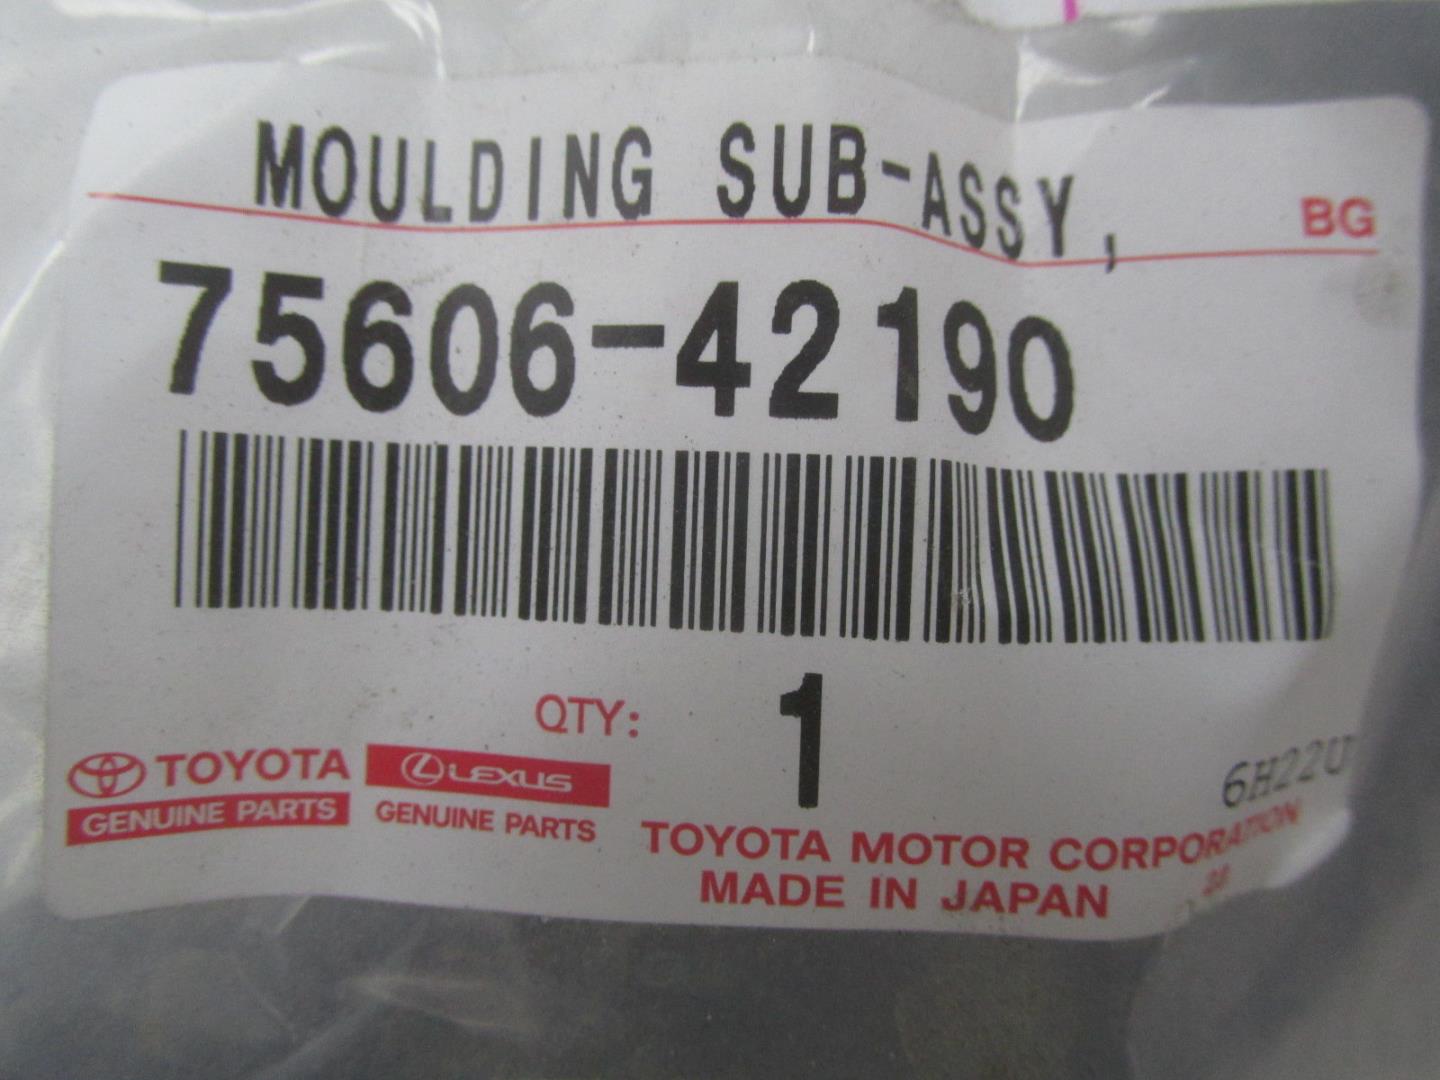 MOULDING SUB-ASSY,
BG
75606-42190
QTY: 1
6H22U
TOYOTA
GENUINE PARTS
LEXUS
GENUINE PARTS
TOYOTA MOTOR CORPORATION
MADE IN JAPAN